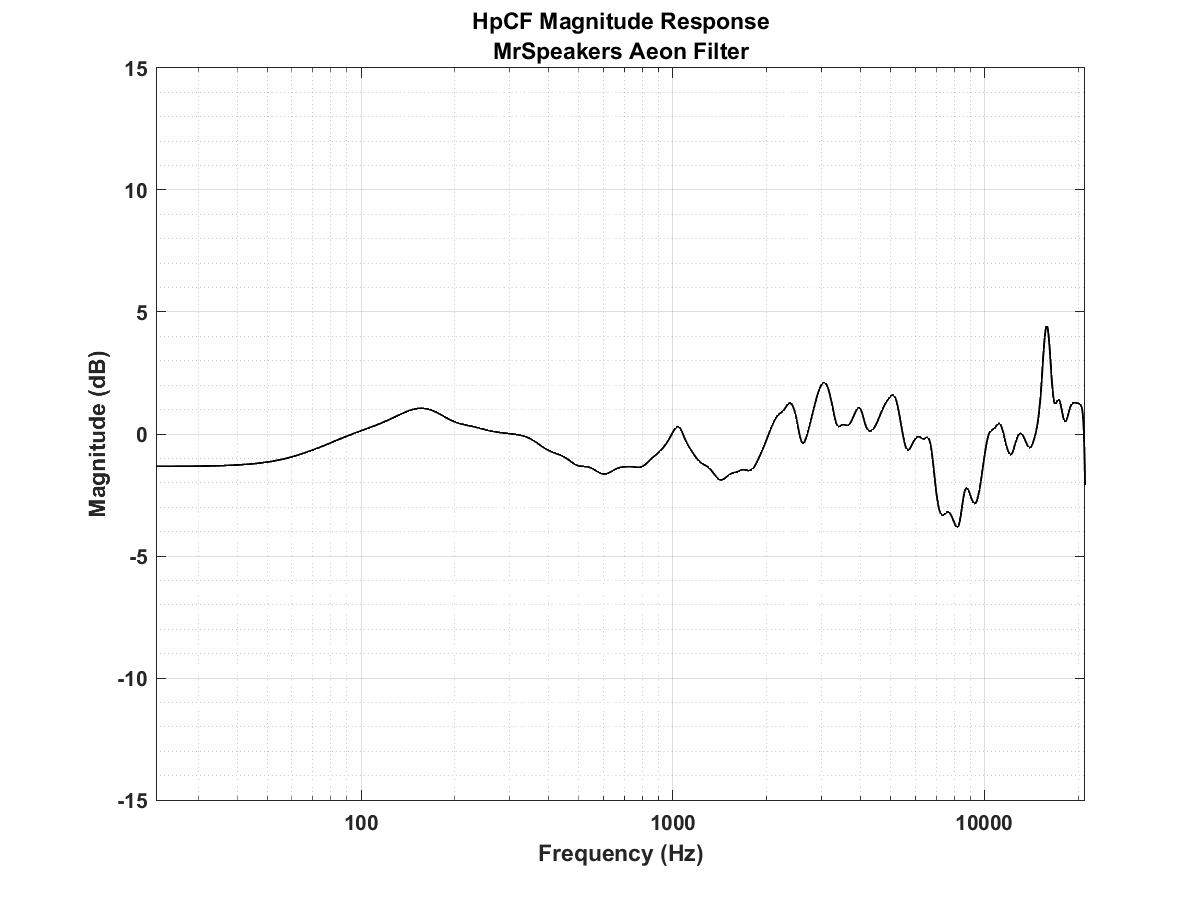 HpCF Magnitude Response
MrSpeakers Aeon Filter
15
10
5
0
-5
-10
-15
Magnitude (dB)
100
1000
10000
Frequency (Hz)